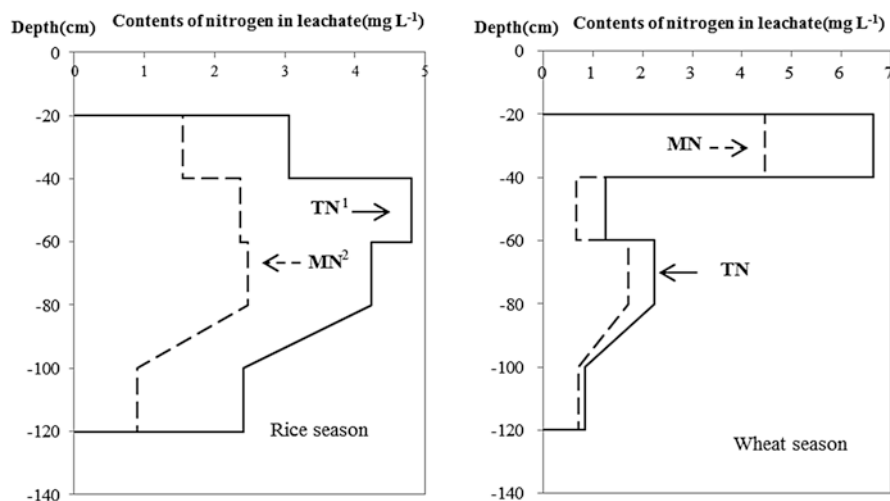 Depth(cm) Contents of nitrogen in leachate(mg L-1)
0 1 2 3 4 5
0
-20
-40
-60
-80
-100
-120
-140
TN1
MN2
Rice season
Depth(cm) Contents of nitrogen in leachate(mg L-1)
0 1 2 3 4 5 6 7
0
-20
-40
-60
-80
-100
-120
-140
MN
TN
Wheat season